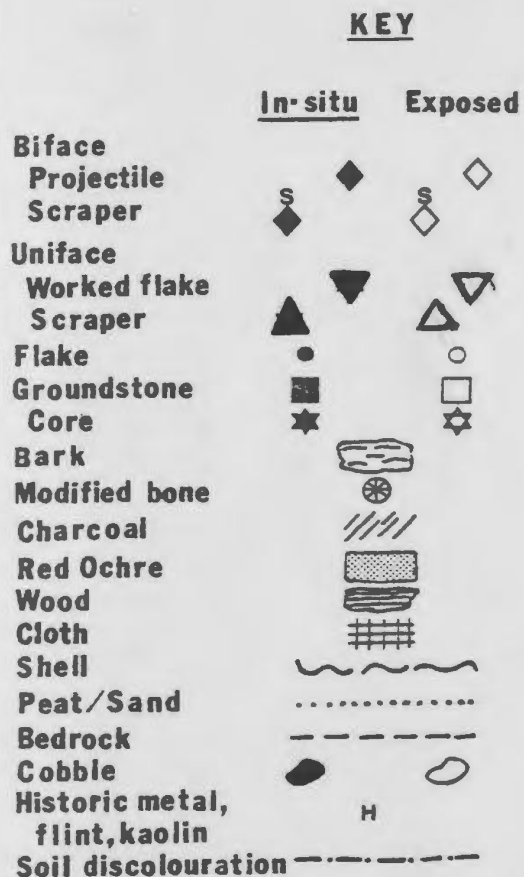 KEY
In-situ Exposed
Biface
Projectile
S S
Scraper
Uniface
Worked flake
Scraper
Flake
Groundstone
Core
Bark
Modified bone
Charcoal
Red Ochre
Wood
Cloth
Shell
Peat/Sand
Bedrock
Cobble
Historic metal,
H
flint, kaolin
Soil discolouration